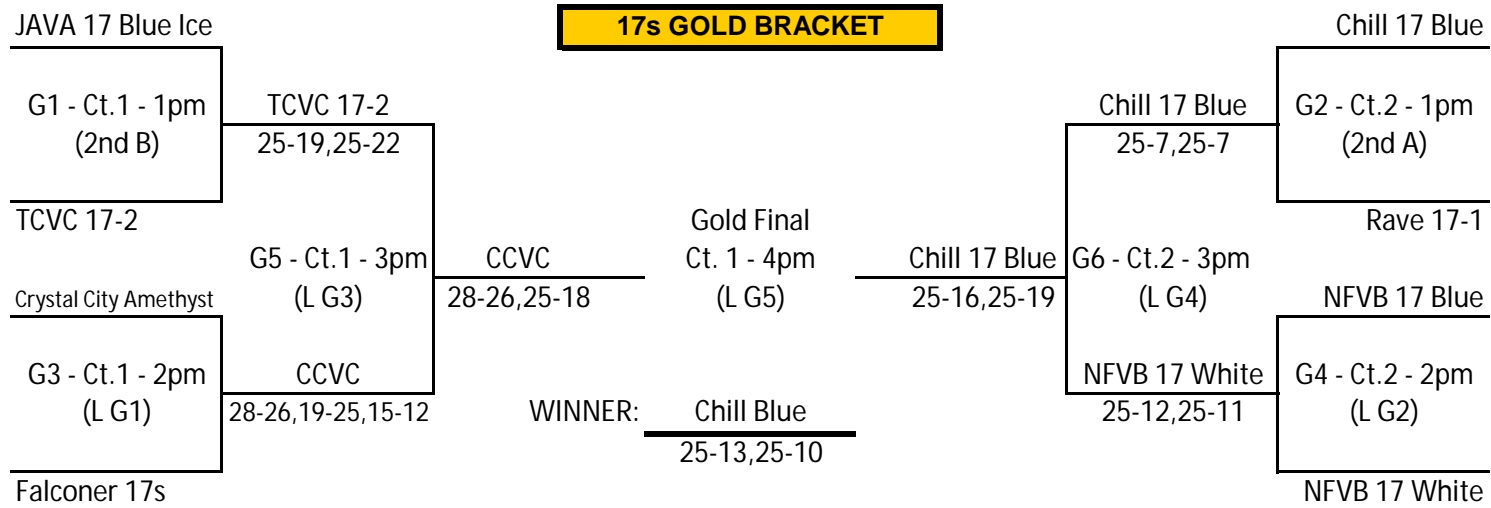 JAVA 17 Blue Ice
17s GOLD BRACKET
Chill 17 Blue
G1 - Ct.1 - 1pm
(2nd B)
TCVC 17-2
25-19,25-22
Chill 17 Blue
25-7,25-7
G2 - Ct.2 - 1pm
(2nd A)
TCVC 17-2
Rave 17-1
G5 - Ct.1 - 3pm
(L G3)
CCVC
28-26,25-18
Gold Final
Ct. 1 - 4pm
(L G5)
Chill 17 Blue
25-16,25-19
G6 - Ct.2 - 3pm
(L G4)
Crystal City Amethyst
NFVB 17 Blue
G3 - Ct.1 - 2pm
(L G1)
CCVC
28-26,19-25,15-12
WINNER: Chill Blue
25-13,25-10
NFVB 17 White
25-12,25-11
G4 - Ct.2 - 2pm
(L G2)
Falconer 17s
NFVB 17 White